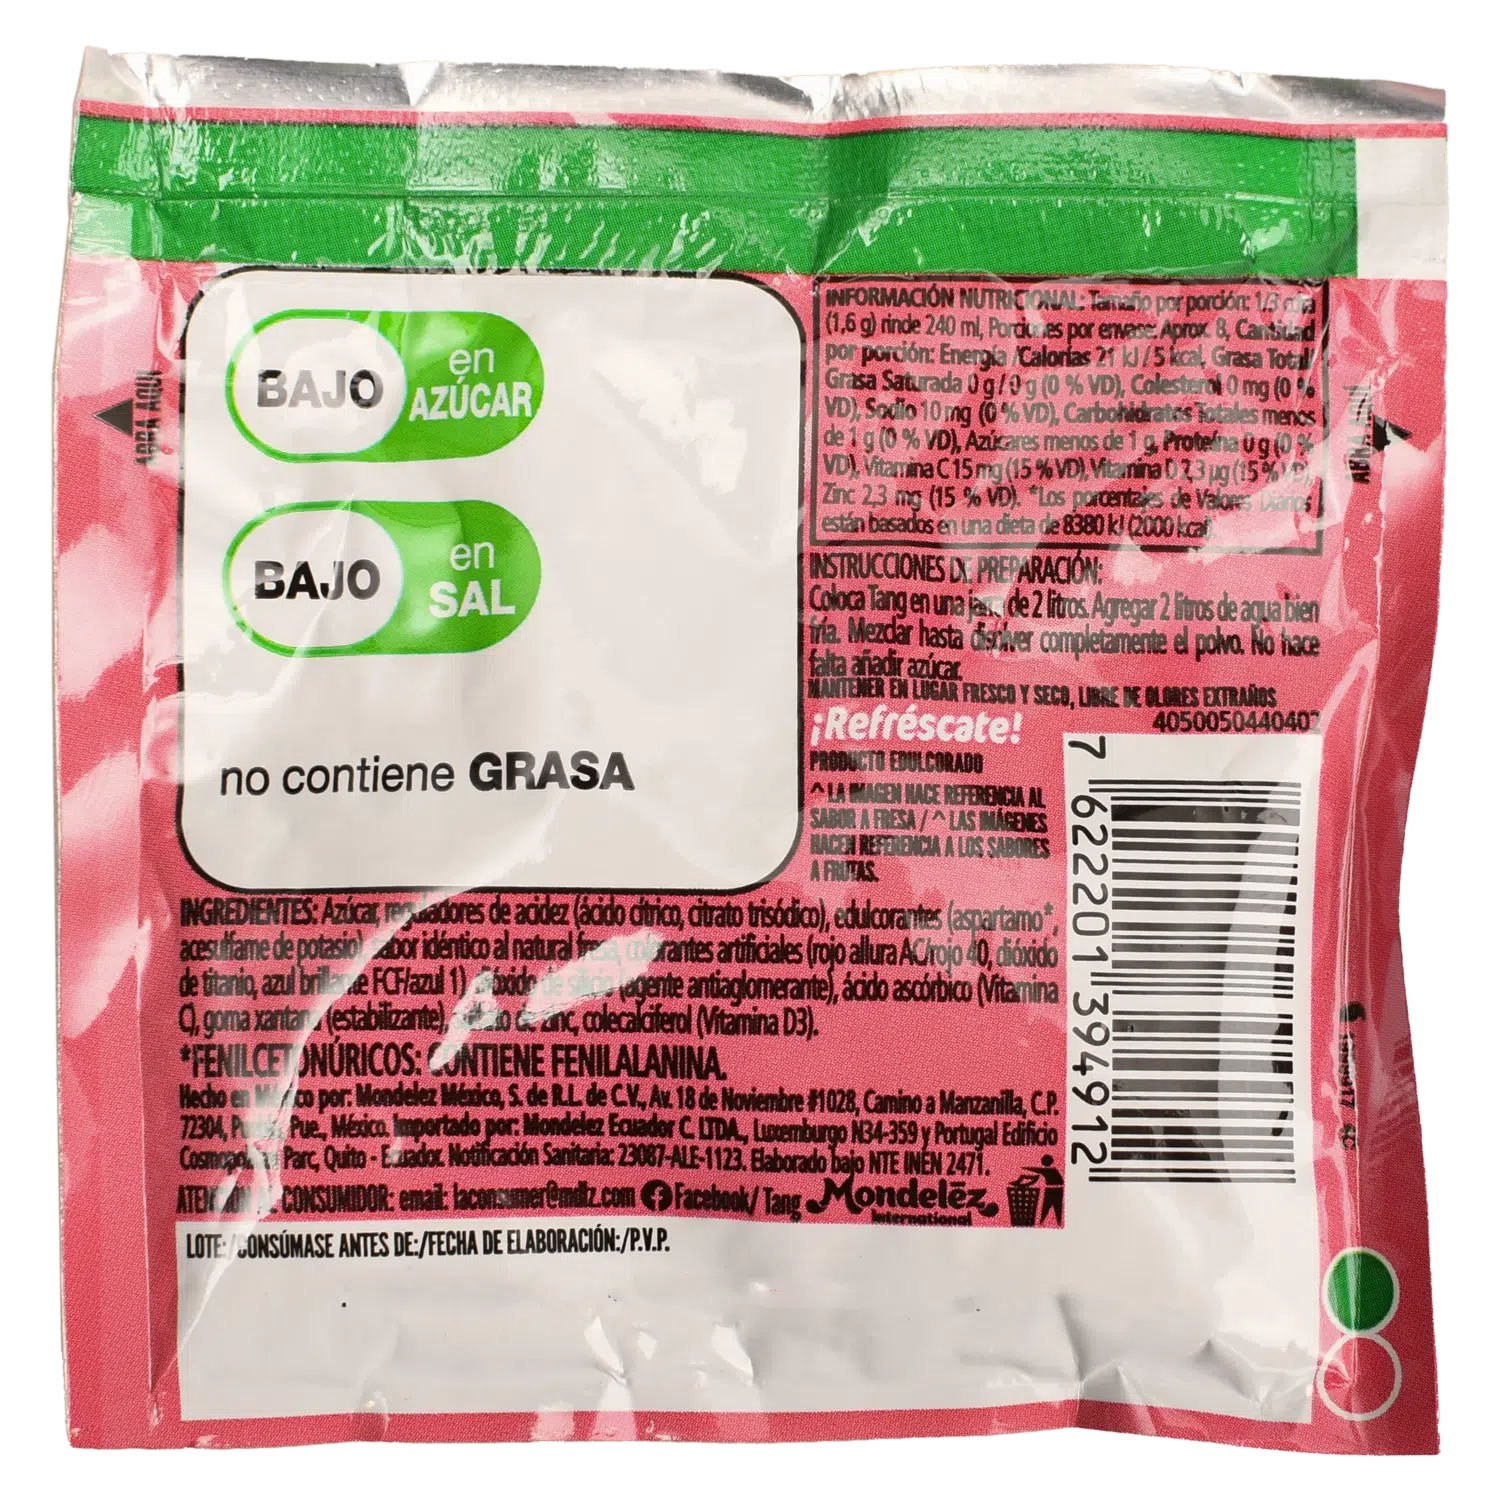 ABRA AQUÍ
BAJO en AZÚCAR
BAJO en SAL
no contiene GRASA
INFORMACIÓN NUTRICIONAL: Tamaño por porción: 1/3
(1,6 g) rinde 240 ml, Porciones por envase: Aprox. 8, Cantidad
por porción: Energía /Calorías 21 kJ / 5 kcal, Grasa Total/
Grasa Saturada 0 g / 0 g (0 % VD), Colesterol 0 mg (0 %
VD), Sodio 10 mg (0 % VD), Carbohidratos Totales menos
de 1 g (0 % VD), Azúcares menos de 1 g, Proteína 0 g (0 %
VD), Vitamina C 15 mg (15 % VD), Vitamina D 2,3 µg (15 % VD),
Zinc 2,3 mg (15 % VD). *Los porcentajes de Valores Diarios
están basados en una dieta de 8380 kJ (2000 kcal)
INSTRUCCIONES DE PREPARACIÓN:
Coloca Tang en una jarra de 2 litros. Agregar 2 litros de agua bien
fría. Mezclar hasta disolver completamente el polvo. No hace
falta añadir azúcar.
MANTENER EN LUGAR FRESCO Y SECO, LIBRE DE OLORES EXTRAÑOS
¡Refréscate!
4050050440407
PRODUCTO EDULCORADO
^ LA IMAGEN HACE REFERENCIA AL
SABOR A FRESA / ^ LAS IMÁGENES
HACEN REFERENCIA A LOS SABORES
A FRUTAS.
7 622201 394912
INGREDIENTES: Azúcar, reguladores de acidez (ácido cítrico, citrato trisódico), edulcorantes (aspartamo*,
acesulfame de potasio), sabor idéntico al natural fresa, colorantes artificiales (rojo allura AC/rojo 40, dióxido
de titanio, azul brillante FCF/azul 1), dióxido de silicio (agente antiaglomerante), ácido ascórbico (Vitamina
C), goma xantana (estabilizante), de zinc, colecalciferol (Vitamina D3).
*FENILCETONÚRICOS: CONTIENE FENILALANINA.
Hecho en México por: Mondelez México, S. de R.L. de C.V., Av. 18 de Noviembre #1028, Camino a Manzanilla, C.P.
72304, Puebla, Pue., México. Importado por: Mondelez Ecuador C. LTDA., Luxemburgo N34-359 y Portugal Edificio
Cosmopolitan Parc, Quito - Ecuador. Notificación Sanitaria: 23087-ALE-1123. Elaborado bajo NTE INEN 2471.
ATENCIÓN AL CONSUMIDOR: email: laconsumer@mdlz.com Facebook/ Tang Mondelēz
International
LOTE:/CONSÚMASE ANTES DE:/FECHA DE ELABORACIÓN:/P.V.P.